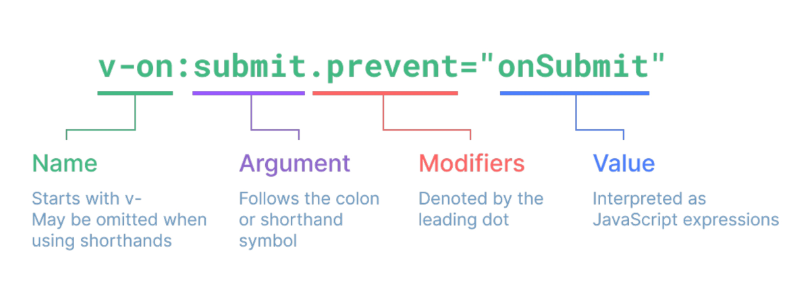 v-on:submit.prevent="onSubmit"
Name
Starts with v-
May be omitted when
using shorthands
Argument
Follows the colon
or shorthand
symbol
Modifiers
Denoted by the
leading dot
Value
Interpreted as
JavaScript expressions